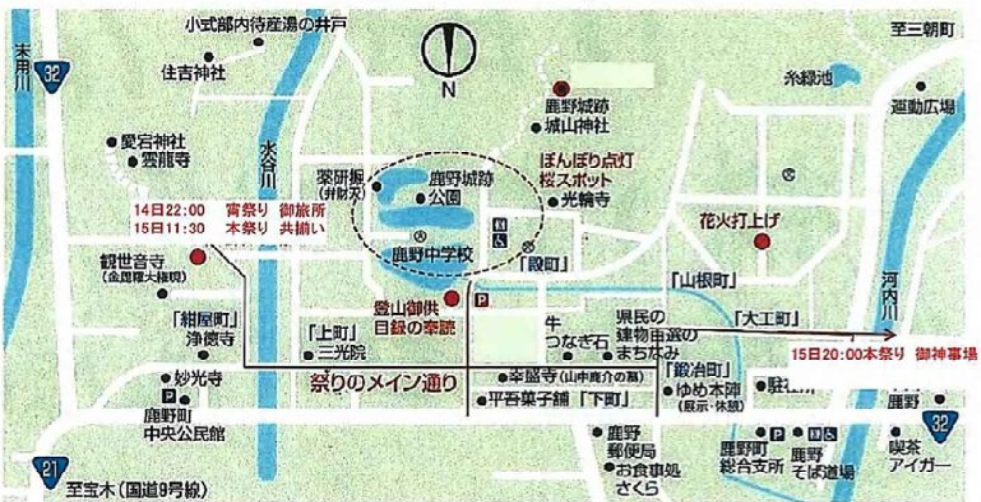 小式部内待産湯の井戸
至三朝町
末用川
32
住吉神社
N
鹿野城跡
糸緑池
運動広場
城山神社
愛宕神社
雲龍寺
水谷川
ぼんぼり点灯
桜スポット
薬研堀
(弁財天)
鹿野城跡
公園
光輪寺
14日22:00 宵祭り 御旅所
15日11:30 本祭り 共揃い
花火打上げ
鹿野中学校
「殿町」
観世音寺
「山根町」
河内川
登山御供
目録の奉読
P
「紺屋町」
浄徳寺
「上町」
三光院
牛
つなぎ石
県民の
建物百選の
まちなみ
「大工町」
15日20:00本祭り 御神事場
祭りのメイン通り
妙光寺
幸盛寺(山中鹿介の墓)
「鍛冶町」
ゆめ本陣
(展示・休憩)
P
鹿野町
中央公民館
平吾菓子舗
「下町」
鹿野
32
鹿野
郵便局
鹿野町
総合支所
P
鹿野
そば道場
喫茶
アイガー
お食事処
さくら
21
至宝木(国道9号線)